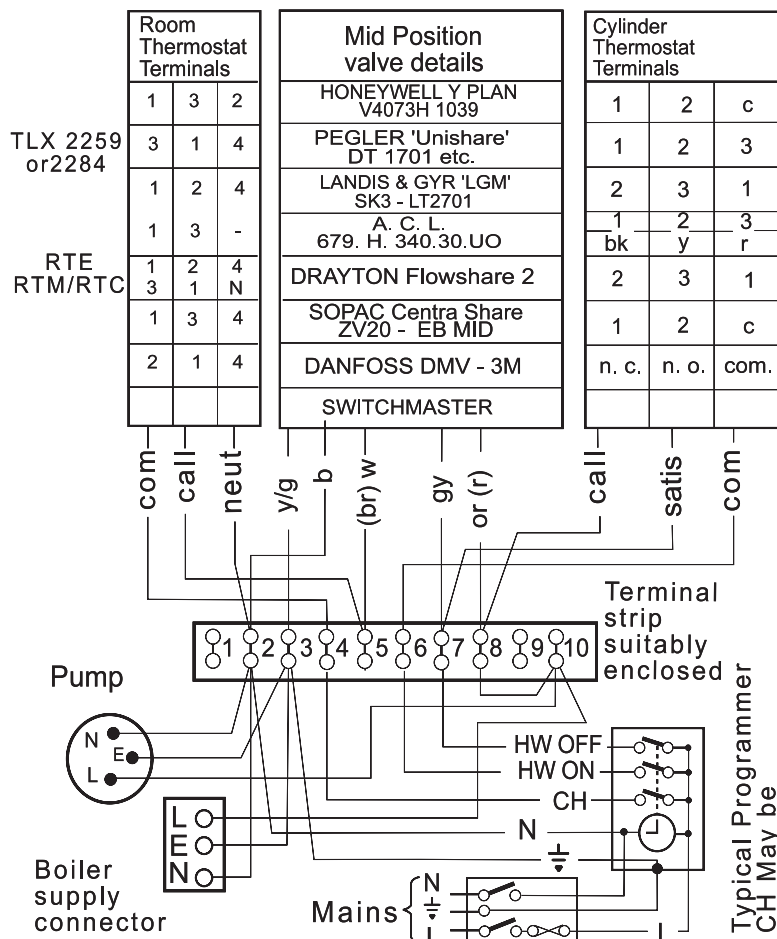 Room
Thermostat
Terminals
1 3 2
TLX 2259
or2284
3 1 4
1 2 4
1 3 -
RTE
RTM/RTC
1 2 4
3 1 N
1 3 4
2 1 4
Mid Position
valve details
HONEYWELL Y PLAN
V4073H 1039
PEGLER 'Unishare'
DT 1701 etc.
LANDIS & GYR 'LGM'
SK3 - LT2701
A. C. L.
679. H. 340.30.UO
DRAYTON Flowshare 2
SOPAC Centra Share
ZV20 - EB MID
DANFOSS DMV - 3M
SWITCHMASTER
Cylinder
Thermostat
Terminals
1 2 c
1 2 3
2 3 1
1 2 3
bk y r
2 3 1
1 2 c
n. c. n. o. com.
com
call
neut
y/g
b
(br) w
gy
or (r)
call
satis
com
1 2 3 4 5 6 7 8 9 10
Terminal
strip
suitably
enclosed
Pump
N
E
L
HW OFF
HW ON
CH
N
L
E
N
Boiler
supply
connector
Mains
N
L
L
Typical Programmer
CH May be